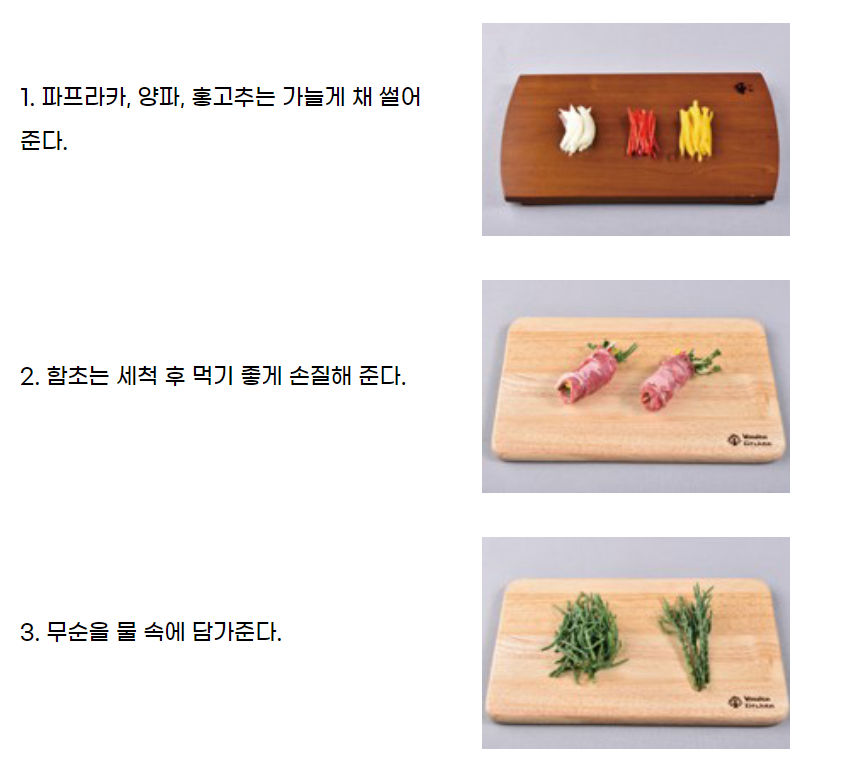 1. 파프라카, 양파, 홍고추는 가늘게 채 썰어
준다.
2. 함초는 세척 후 먹기 좋게 손질해 준다.
3. 무순을 물 속에 담가준다.